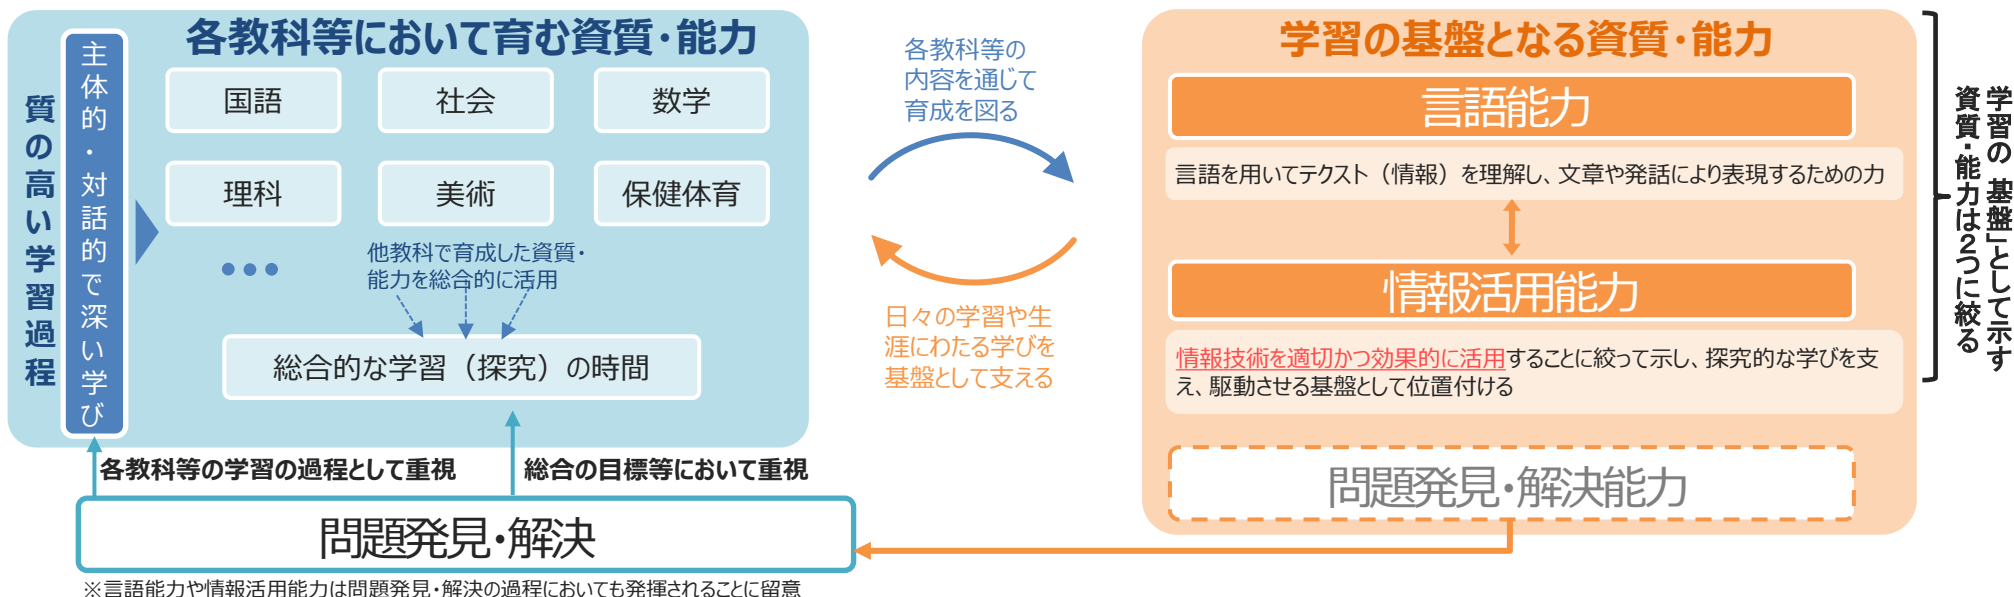 各教科等において育む資質・能力
質の高い学習過程
主体的・対話的で深い学び
国語
社会
数学
理科
美術
保健体育
•••
他教科で育成した資質・
能力を総合的に活用
総合的な学習（探究）の時間
各教科等の学習の過程として重視
総合の目標等において重視
問題発見・解決
※言語能力や情報活用能力は問題発見・解決の過程においても発揮されることに留意
各教科等の
内容を通じて
育成を図る
日々の学習や生
涯にわたる学びを
基盤として支える
学習の基盤となる資質・能力
言語能力
言語を用いてテクスト（情報）を理解し、文章や発話により表現するための力
情報活用能力
情報技術を適切かつ効果的に活用することに絞って示し、探究的な学びを支
え、駆動させる基盤として位置付ける
問題発見・解決能力
学習の 基盤」として示す
資質・能力は２つに絞る